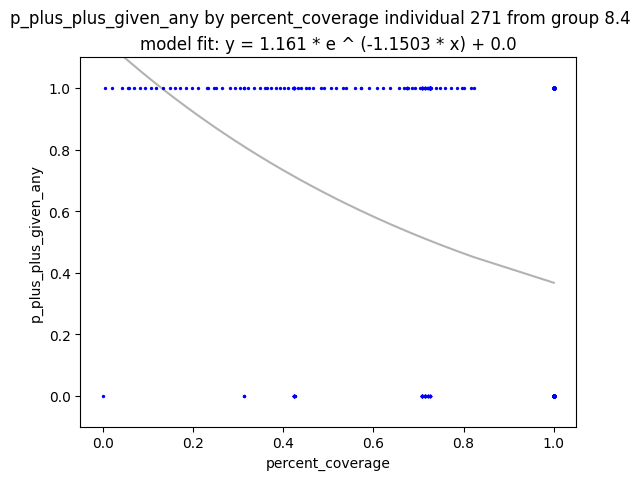 p_plus_plus_given_any by percent_coverage individual 271 from group 8.4
model fit: y = 1.161 * e ^ (-1.1503 * x) + 0.0
1.0
0.8
0.6
0.4
0.2
0.0
p_plus_plus_given_any
0.0 0.2 0.4 0.6 0.8 1.0
percent_coverage